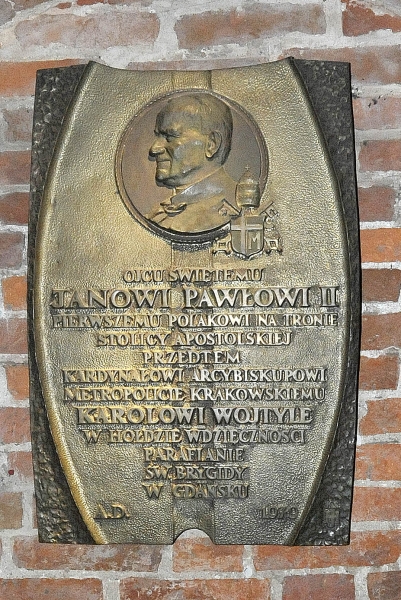 OJCU ŚWIĘTEMU
JANOWI PAWŁOWI II
PIERWSZEMU POLAKOWI NA TRONIE
STOLICY APOSTOLSKIEJ
PRZEDTEM
KARDYNAŁOWI ARCYBISKUPOWI
METROPOLICIE KRAKOWSKIEMU
KAROLOWI WOJTYLE
W HOŁDZIE WDZIĘCZNOŚCI
PARAFIANIE
ŚW. BRYGIDY
W GDAŃSKU
A.D. 1979